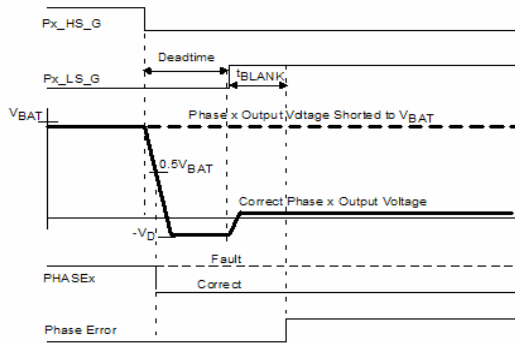 Px_HS_G
Deadtime
Px_LS_G
tBLANK
VBAT
Phase x Output Voltage Shorted to VBAT
0.5VBAT
Correct Phase x Output Voltage
-VD
Fault
PHASEx
Correct
Phase Error